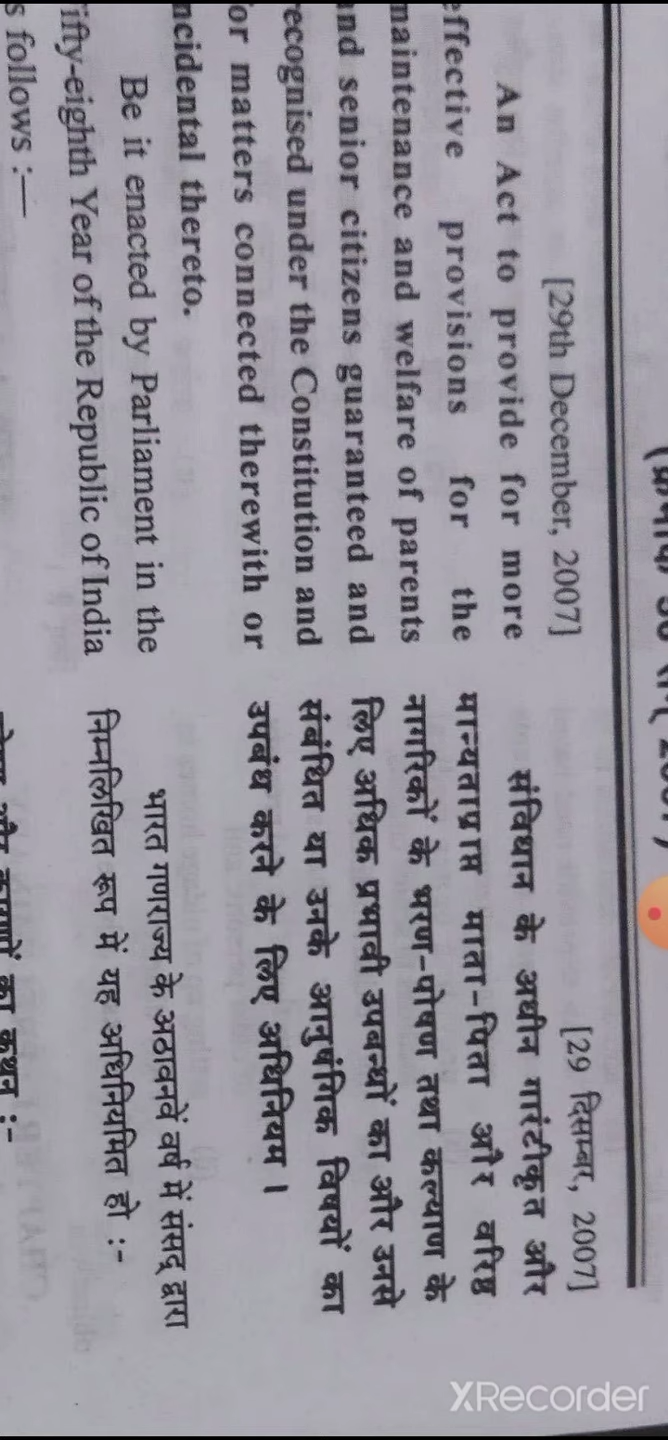 [29th December, 2007]
An Act to provide for more
effective provisions for the
maintenance and welfare of parents
and senior citizens guaranteed and
recognised under the Constitution and
for matters connected therewith or
incidental thereto.
Be it enacted by Parliament in the
Fifty-eighth Year of the Republic of India
s follows :—
[29 दिसम्बर, 2007]
संविधान के अधीन गारंटीकृत और
मान्यताप्राप्त माता-पिता और वरिष्ठ
नागरिकों के भरण-पोषण तथा कल्याण के
लिए अधिक प्रभावी उपबन्धों का और उनसे
संबंधित या उनके आनुषंगिक विषयों का
उपबंध करने के लिए अधिनियम ।
भारत गणराज्य के अठावनवें वर्ष में संसद् द्वारा
निम्नलिखित रूप में यह अधिनियमित हो :-
और कारणों का कथन :-
XRecorder